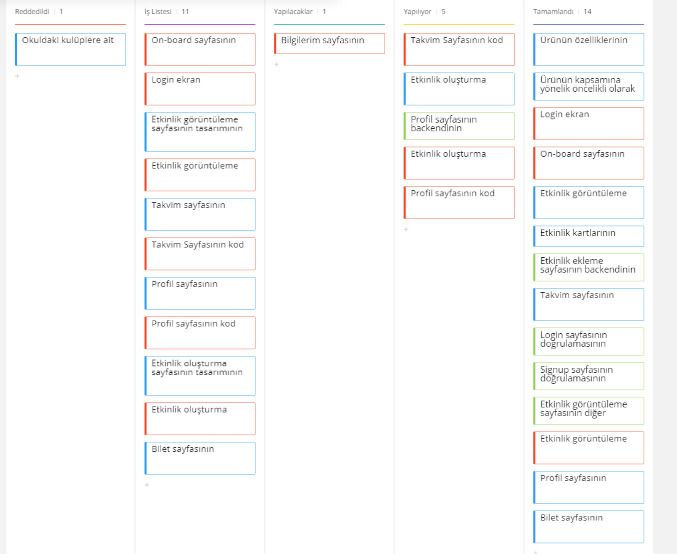 Reddedildi | 1
Okuldaki kulüplere ait
+
İş Listesi | 11
On-board sayfasının
Login ekran
Etkinlik görüntüleme
sayfasının tasarımının
Etkinlik görüntüleme
Takvim sayfasının
Takvim Sayfasının kod
Profil sayfasının
Profil sayfasının kod
Etkinlik oluşturma
sayfasının tasarımının
Etkinlik oluşturma
Bilet sayfasının
+
Yapılacaklar | 1
Bilgilerim sayfasının
+
Yapılıyor | 5
Takvim Sayfasının kod
Etkinlik oluşturma
Profil sayfasının
backendinin
Etkinlik oluşturma
Profil sayfasının kod
+
Tamamlandı | 14
Ürünün özelliklerinin
Ürünün kapsamına
yönelik öncelikli olarak
Login ekran
On-board sayfasının
Etkinlik görüntüleme
Etkinlik kartlarının
Etkinlik ekleme
sayfasının backendinin
Takvim sayfasının
Login sayfasının
doğrulamasının
Signup sayfasının
doğrulamasının
Etkinlik görüntüleme
sayfasının diğer
Etkinlik görüntüleme
Profil sayfasının
Bilet sayfasının
+